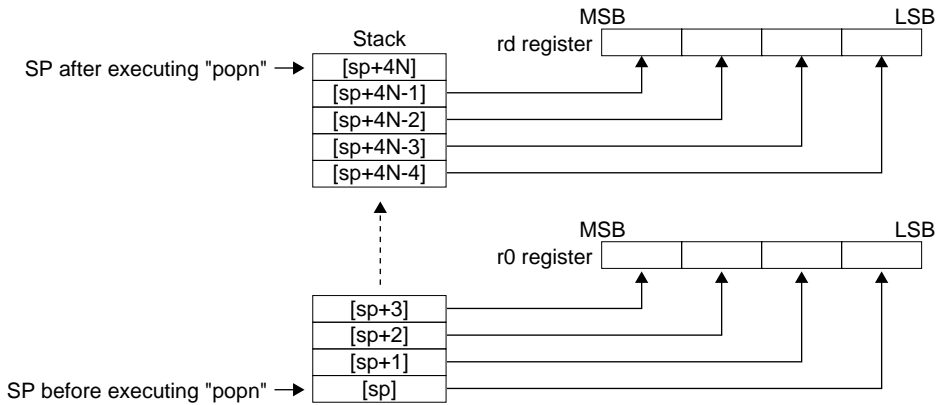 MSB LSB
Stack rd register
SP after executing "popn" [sp+4N]
[sp+4N-1]
[sp+4N-2]
[sp+4N-3]
[sp+4N-4]
MSB LSB
r0 register
[sp+3]
[sp+2]
[sp+1]
SP before executing "popn" [sp]